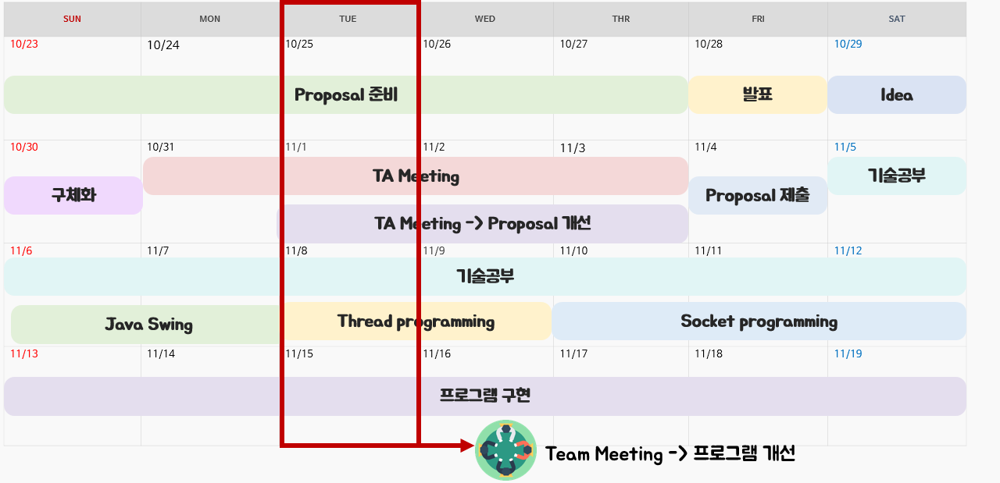 SUN MON TUE WED THR FRI SAT
10/23 10/24 10/25 10/26 10/27 10/28 10/29
Proposal 준비 발표 Idea
10/30 10/31 11/1 11/2 11/3 11/4 11/5
TA Meeting 기술공부
구체화 Proposal 제출
TA Meeting -> Proposal 개선
11/6 11/7 11/8 11/9 11/10 11/11 11/12
기술공부
Java Swing Thread programming Socket programming
11/13 11/14 11/15 11/16 11/17 11/18 11/19
프로그램 구현
Team Meeting -> 프로그램 개선